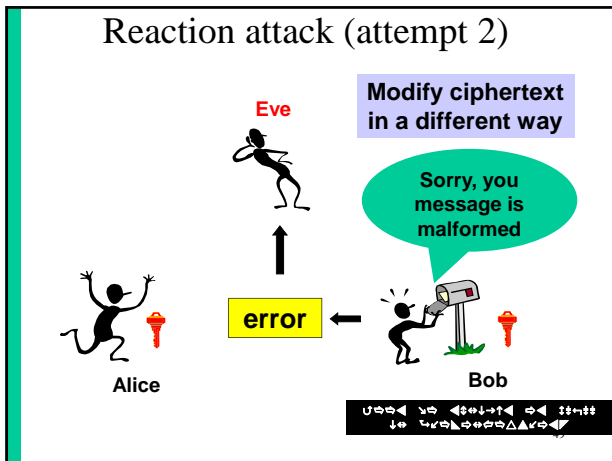 Reaction attack (attempt 2)
Eve
Modify ciphertext
in a different way
Sorry, you
message is
malformed
error
Alice
Bob